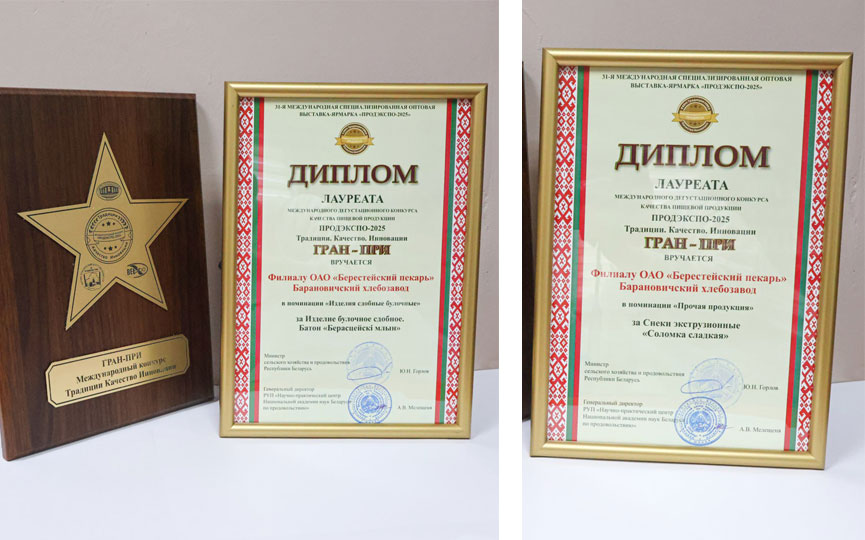 ГРАН-ПРИ
Международный конкурс
Традиции Качество Инновации
31-Я МЕЖДУНАРОДНАЯ СПЕЦИАЛИЗИРОВАННАЯ ОПТОВАЯ
ВЫСТАВКА-ЯРМАРКА «ПРОДЭКСПО-2025»
ДИПЛОМ
ЛАУРЕАТА
МЕЖДУНАРОДНОГО ДЕГУСТАЦИОННОГО КОНКУРСА
КАЧЕСТВА ПИЩЕВОЙ ПРОДУКЦИИ
ПРОДЭКСПО-2025
Традиции. Качество. Инновации
ГРАН-ПРИ
ВРУЧАЕТСЯ
Филиалу ОАО «Берестейский пекарь»
Барановичский хлебозавод
в номинации «Изделия сдобные булочные»
за Изделие булочное сдобное.
Батон «Берасцейскі млын»
Министр
сельского хозяйства и продовольствия
Республики Беларусь
Ю.Н. Горлов
Генеральный директор
РУП «Научно-практический центр
Национальной академии наук Беларуси
по продовольствию»
А.В. Мелещеня
31-Я МЕЖДУНАРОДНАЯ СПЕЦИАЛИЗИРОВАННАЯ ОПТОВАЯ
ВЫСТАВКА-ЯРМАРКА «ПРОДЭКСПО-2025»
ДИПЛОМ
ЛАУРЕАТА
МЕЖДУНАРОДНОГО ДЕГУСТАЦИОННОГО КОНКУРСА
КАЧЕСТВА ПИЩЕВОЙ ПРОДУКЦИИ
ПРОДЭКСПО-2025
Традиции. Качество. Инновации
ГРАН-ПРИ
ВРУЧАЕТСЯ
Филиалу ОАО «Берестейский пекарь»
Барановичский хлебозавод
в номинации «Прочая продукция»
за Снеки экструзионные
«Соломка сладкая»
Министр
сельского хозяйства и продовольствия
Республики Беларусь
Ю.Н. Горлов
Генеральный директор
РУП «Научно-практический центр
Национальной академии наук Беларуси
по продовольствию»
А.В. Мелещеня